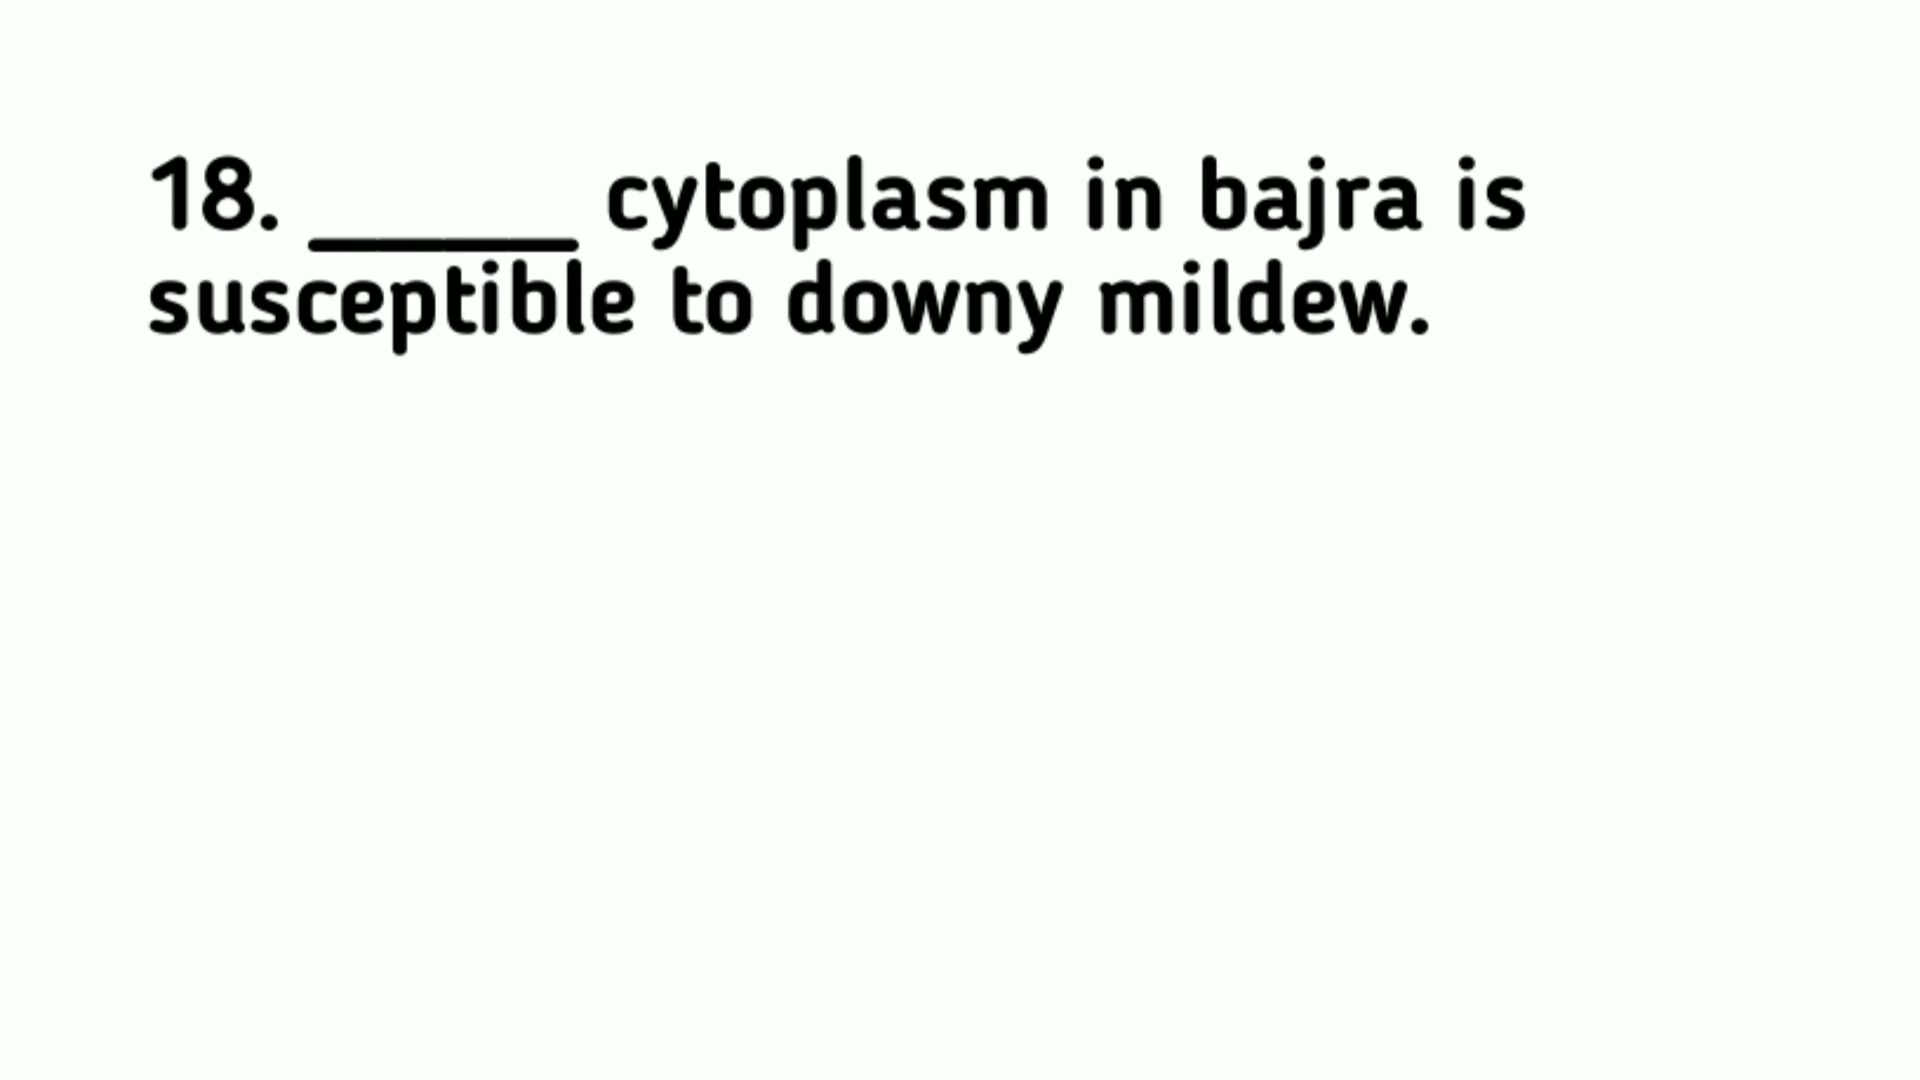 18. ______ cytoplasm in bajra is
susceptible to downy mildew.